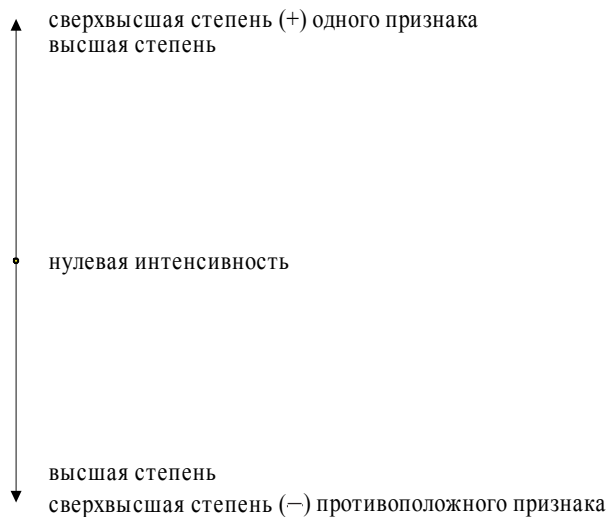 сверхвысшая степень (+) одного признака
высшая степень
нулевая интенсивность
высшая степень
сверхвысшая степень (−) противоположного признака